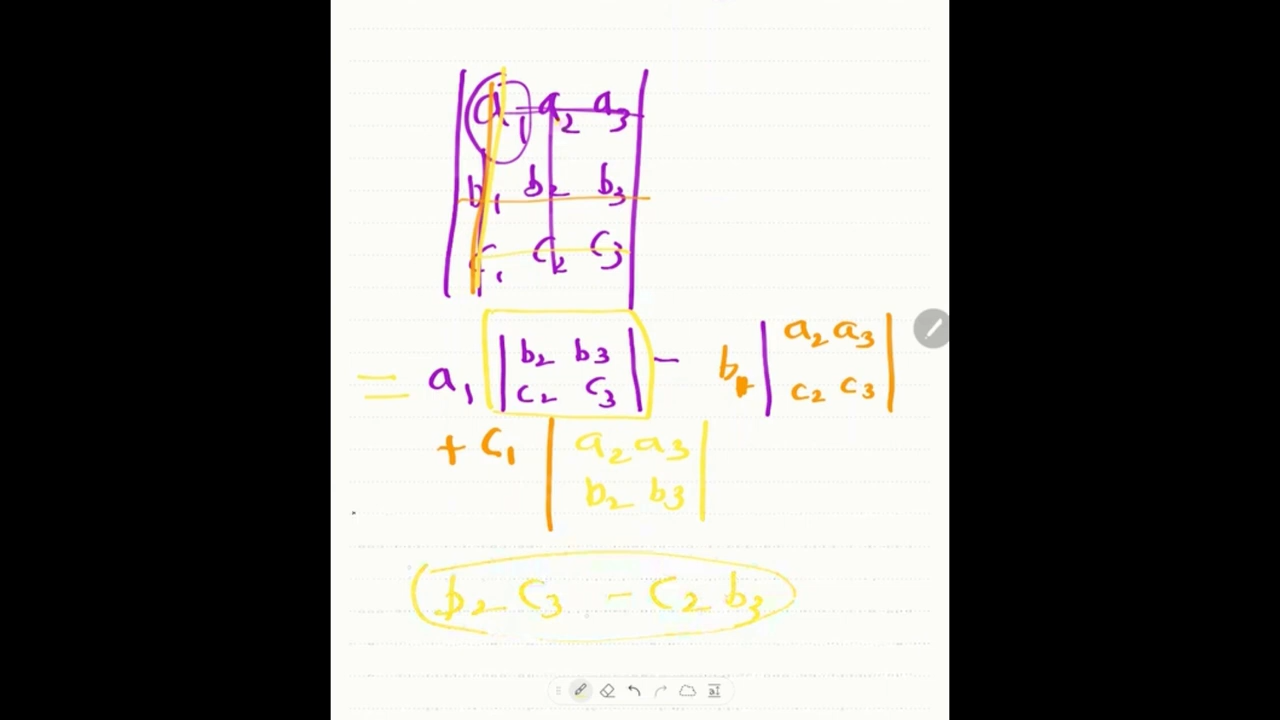 | a₁ a₂ a₃ |
| b₁ b₂ b₃ |
| c₁ c₂ c₃ |
= a₁ | b₂ b₃ | − b₁ | a₂ a₃ |
| c₂ c₃ | | c₂ c₃ |
+ c₁ | a₂ a₃ |
| b₂ b₃ |
(b₂ c₃ − c₂ b₃)